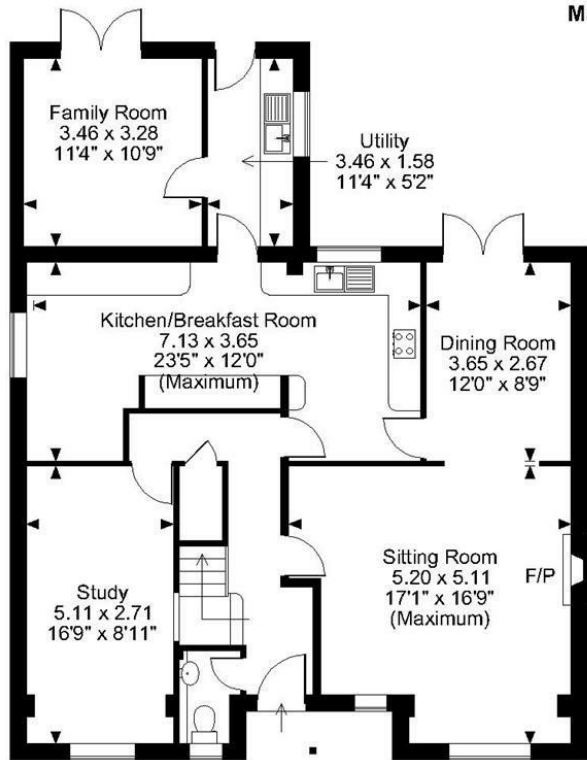 M
Family Room
3.46 x 3.28
11'4" x 10'9"
Utility
3.46 x 1.58
11'4" x 5'2"
Kitchen/Breakfast Room
7.13 x 3.65
23'5" x 12'0"
(Maximum)
Dining Room
3.65 x 2.67
12'0" x 8'9"
Study
5.11 x 2.71
16'9" x 8'11"
Sitting Room
5.20 x 5.11
17'1" x 16'9"
(Maximum)
F/P